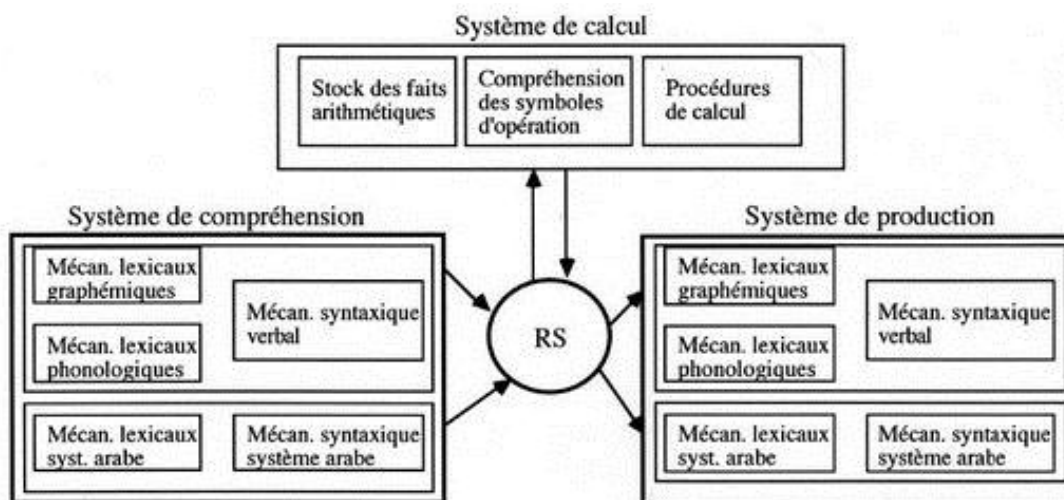 Système de calcul
Stock des faits
arithmétiques
Compréhension
des symboles
d'opération
Procédures
de calcul
Système de compréhension
Mécan. lexicaux
graphémiques
Mécan. syntaxique
verbal
Mécan. lexicaux
phonologiques
Mécan. lexicaux
syst. arabe
Mécan. syntaxique
système arabe
RS
Système de production
Mécan. lexicaux
graphémiques
Mécan. syntaxique
verbal
Mécan. lexicaux
phonologiques
Mécan. lexicaux
syst. arabe
Mécan. syntaxique
système arabe